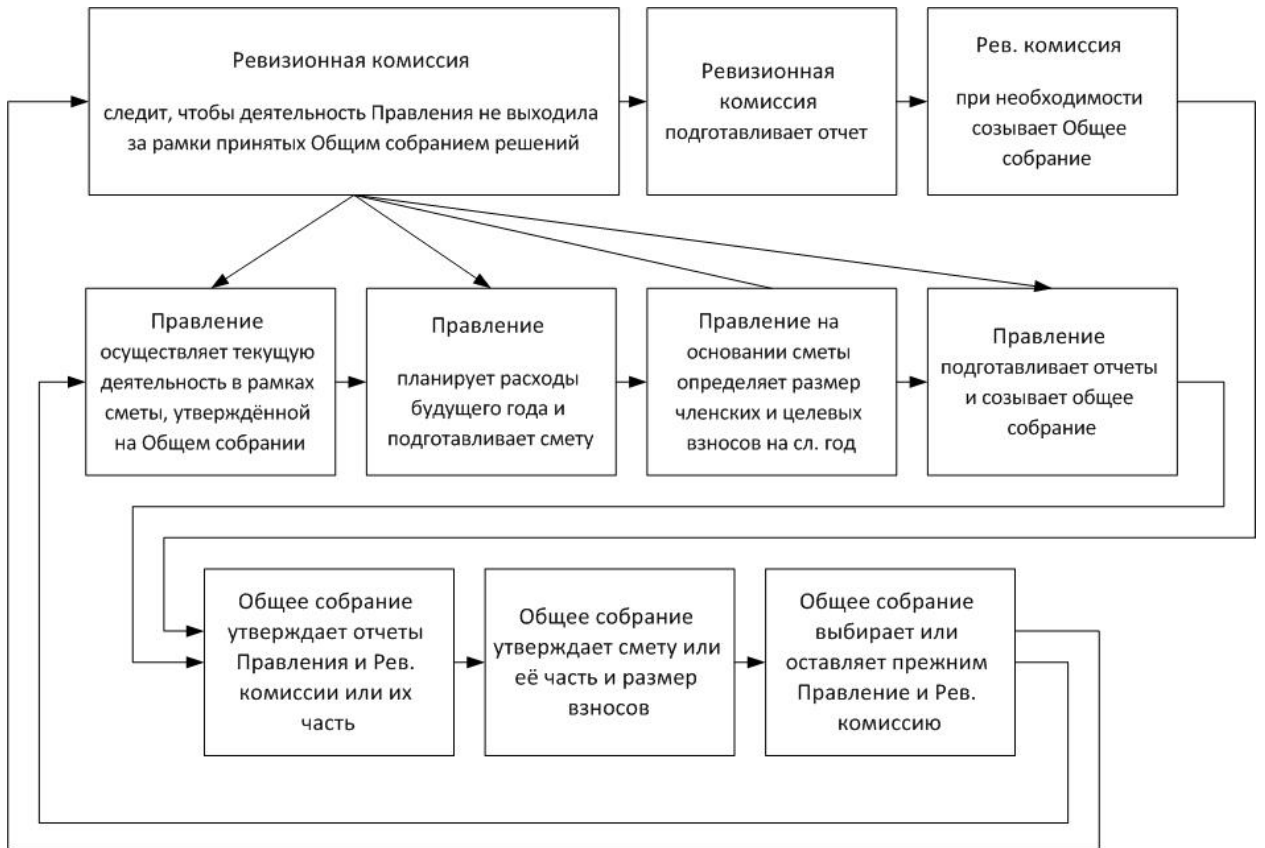 Ревизионная комиссия
следит, чтобы деятельность Правления не выходила
за рамки принятых Общим собранием решений
Ревизионная
комиссия
подготавливает отчет
Рев. комиссия
при необходимости
созывает Общее
собрание
Правление
осуществляет текущую
деятельность в рамках
сметы, утверждённой
на Общем собрании
Правление
планирует расходы
будущего года и
подготавливает смету
Правление на
основании сметы
определяет размер
членских и целевых
взносов на сл. год
Правление
подготавливает отчеты
и созывает общее
собрание
Общее собрание
утверждает отчеты
Правления и Рев.
комиссии или их
часть
Общее собрание
утверждает смету или
её часть и размер
взносов
Общее собрание
выбирает или
оставляет прежним
Правление и Рев.
комиссию